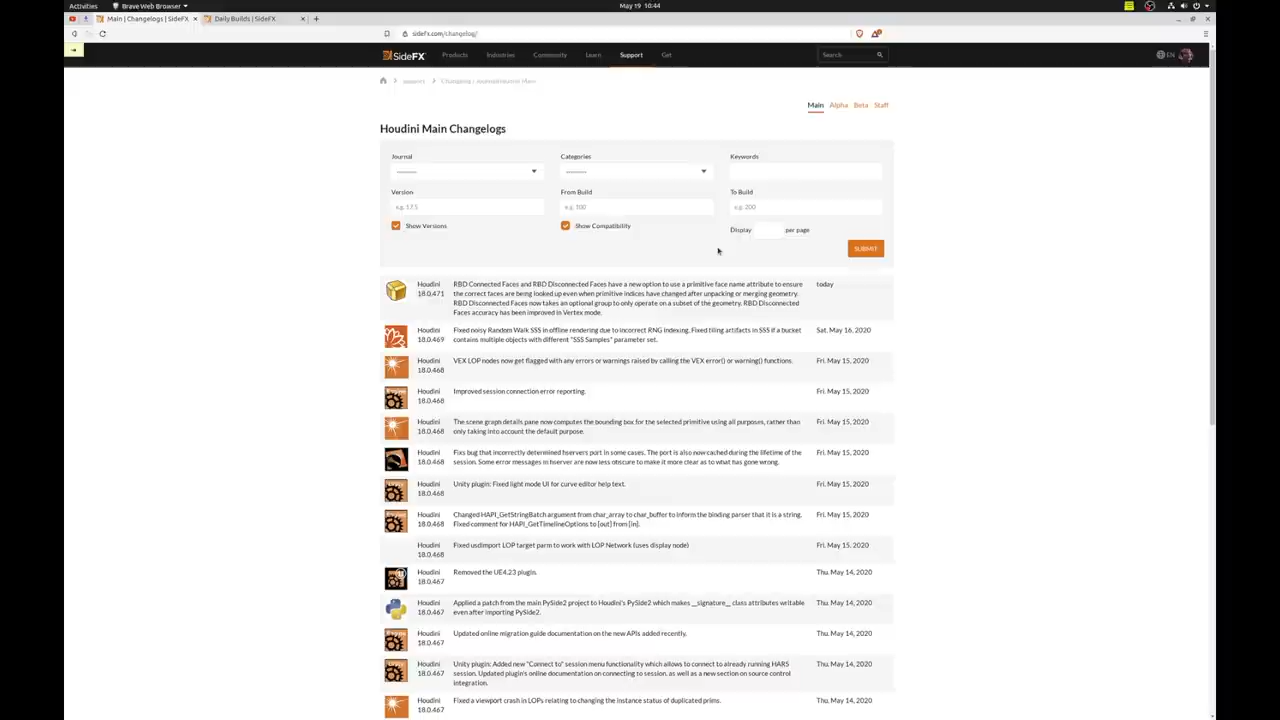 Activities
Brave Web Browser
May 19 10:44
Main | Changelogs | SideFX
Daily Builds | SideFX
sidefx.com/changelog/
SideFX
Products
Industries
Community
Learn
Support
Get
Search
EN
Support
Main
Alpha
Beta
Staff
Houdini Main Changelogs
Journal
Categories
Keywords
---------
---------
Version
From Build
To Build
e.g. 17.5
e.g. 100
e.g. 200
Show Versions
Show Compatibility
Display per page
SUBMIT
Houdini 18.0.471
RBD Connected Faces and RBD Disconnected Faces have a new option to use a primitive face name attribute to ensure
the correct faces are being looked up even when primitive indices have changed after unpacking or merging geometry.
RBD Disconnected Faces now takes an optional group to only operate on a subset of the geometry. RBD Disconnected
Faces accuracy has been improved in Vertex mode.
today
Houdini 18.0.469
Fixed noisy Random Walk SSS in offline rendering due to incorrect RNG indexing. Fixed tiling artifacts in SSS if a bucket
contains multiple objects with different "SSS Samples" parameter set.
Sat. May 16, 2020
Houdini 18.0.468
VEX LOP nodes now get flagged with any errors or warnings raised by calling the VEX error() or warning() functions.
Fri. May 15, 2020
Houdini 18.0.468
Improved session connection error reporting.
Fri. May 15, 2020
Houdini 18.0.468
The scene graph details pane now computes the bounding box for the selected primitive using all purposes, rather than
only taking into account the default purpose.
Fri. May 15, 2020
Houdini 18.0.468
Fixs bug that incorrectly determined hservers port in some cases. The port is also now cached during the lifetime of the
session. Some error messages in hserver are now less obscure to make it more clear as to what has gone wrong.
Fri. May 15, 2020
Houdini 18.0.468
Unity plugin: Fixed light mode UI for curve editor help text.
Fri. May 15, 2020
Houdini 18.0.468
Changed HAPI_GetStringBatch argument from char_array to char_buffer to inform the binding parser that it is a string.
Fixed comment for HAPI_GetTimelineOptions to [out] from [in].
Fri. May 15, 2020
Houdini 18.0.468
Fixed usdimport LOP target parm to work with LOP Network (uses display node)
Fri. May 15, 2020
Houdini 18.0.467
Removed the UE4.23 plugin.
Thu. May 14, 2020
Houdini 18.0.467
Applied a patch from the main PySide2 project to Houdini's PySide2 which makes __signature__ class attributes writable
even after importing PySide2.
Thu. May 14, 2020
Houdini 18.0.467
Updated online migration guide documentation on the new APIs added recently.
Thu. May 14, 2020
Houdini 18.0.467
Unity plugin: Added new "Connect to" session menu functionality which allows to connect to already running HARS
session. Updated plugin's online documentation on connecting to session. as well as a new section on source control
integration.
Thu. May 14, 2020
Houdini 18.0.467
Fixed a viewport crash in LOPs relating to changing the instance status of duplicated prims.
Thu. May 14, 2020